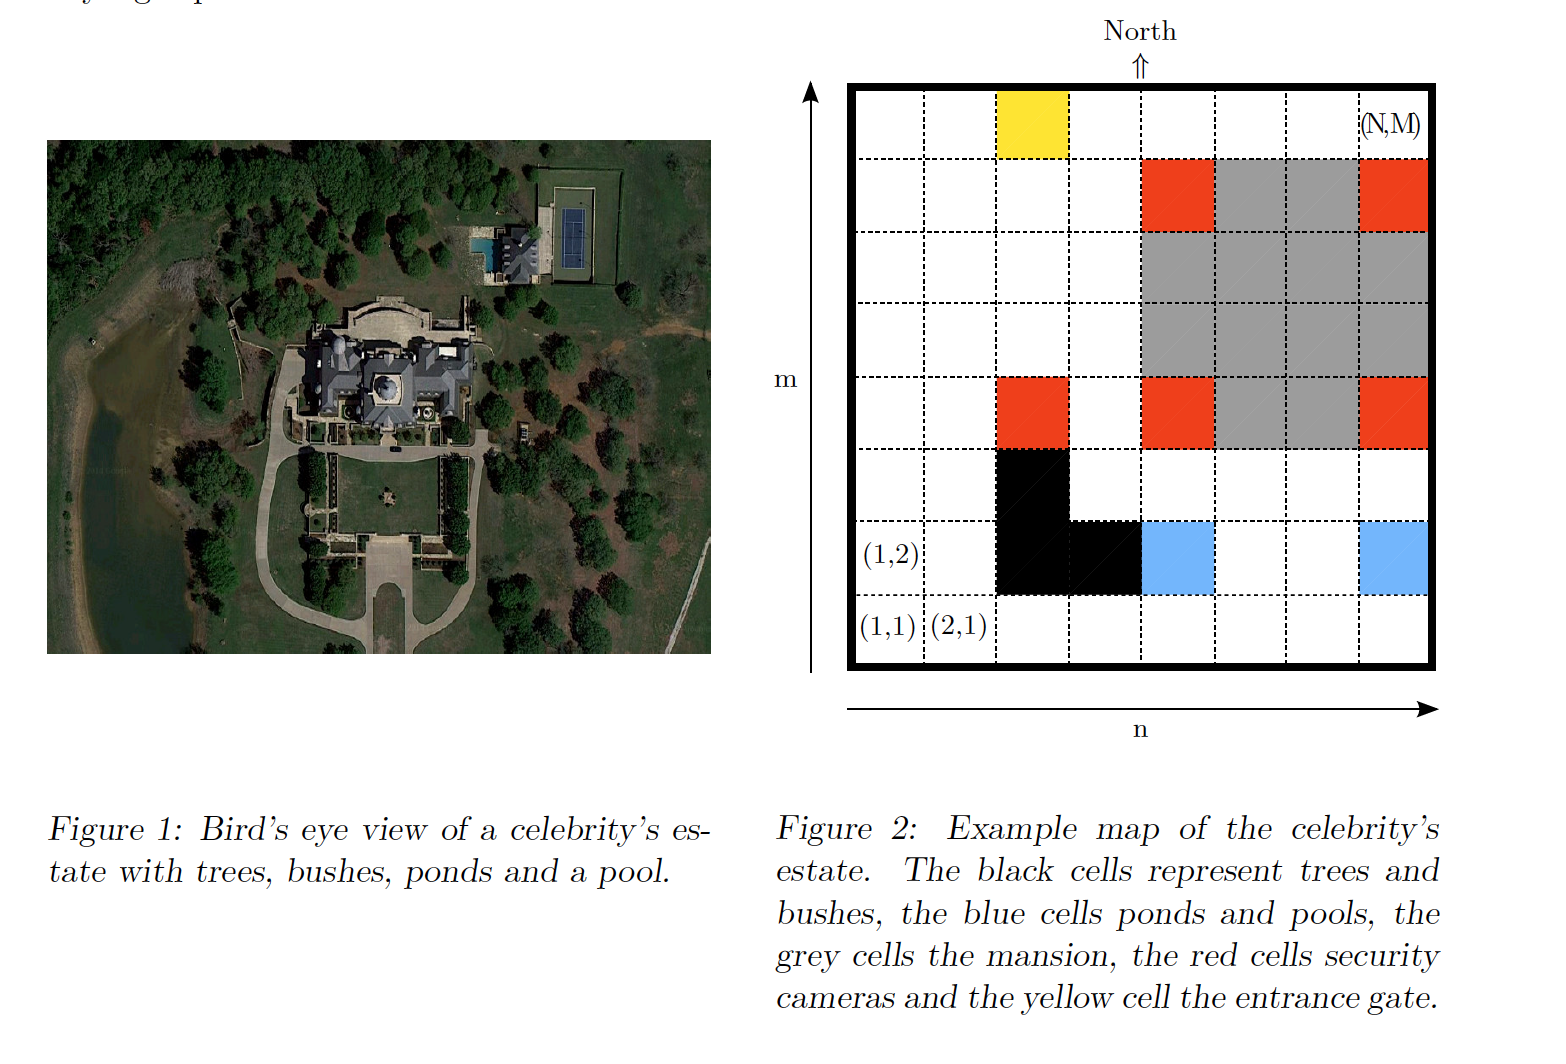 North
⇑
(N,M)
m
(1,2)
(1,1) (2,1)
n
Figure 1: Bird's eye view of a celebrity's es-
tate with trees, bushes, ponds and a pool.
Figure 2: Example map of the celebrity's
estate. The black cells represent trees and
bushes, the blue cells ponds and pools, the
grey cells the mansion, the red cells security
cameras and the yellow cell the entrance gate.